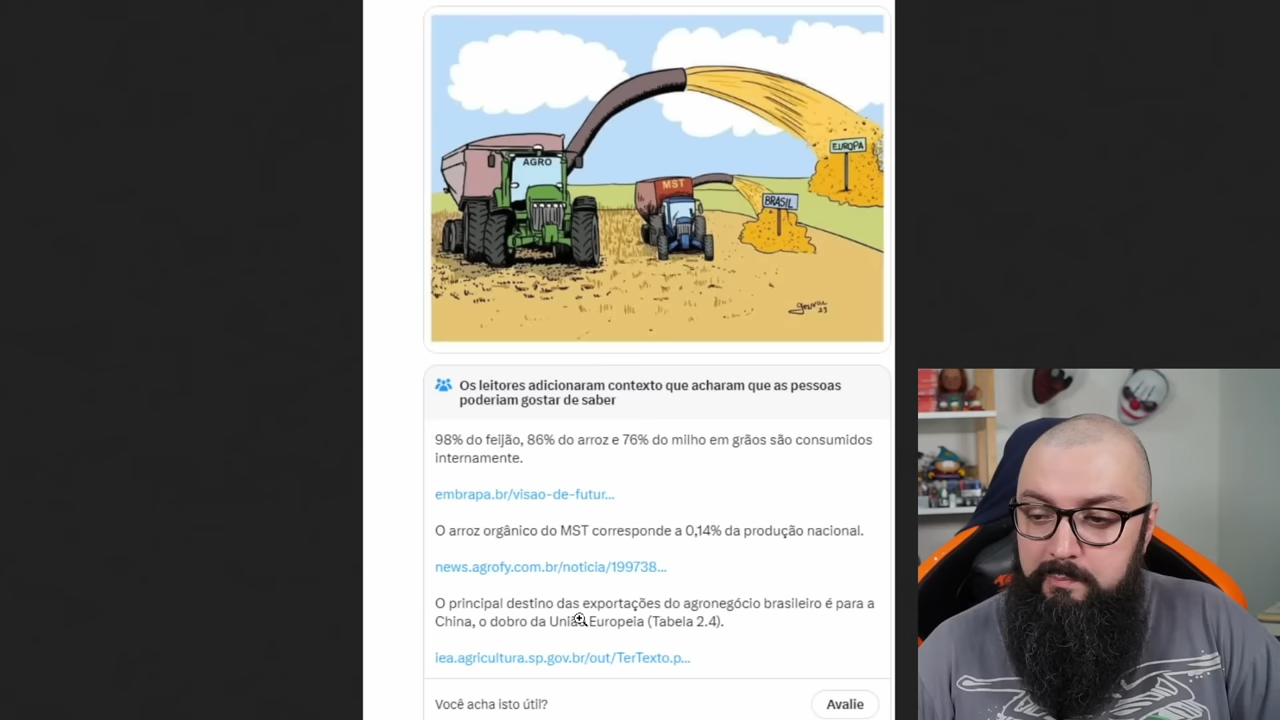 AGRO
MST
EUROPA
BRASIL
23
Os leitores adicionaram contexto que acharam que as pessoas
poderiam gostar de saber
98% do feijão, 86% do arroz e 76% do milho em grãos são consumidos
internamente.
embrapa.br/visao-de-futur...
O arroz orgânico do MST corresponde a 0,14% da produção nacional.
news.agrofy.com.br/noticia/199738...
O principal destino das exportações do agronegócio brasileiro é para a
China, o dobro da União Europeia (Tabela 2.4).
iea.agricultura.sp.gov.br/out/TerTexto.p...
Você acha isto útil?
Avalie